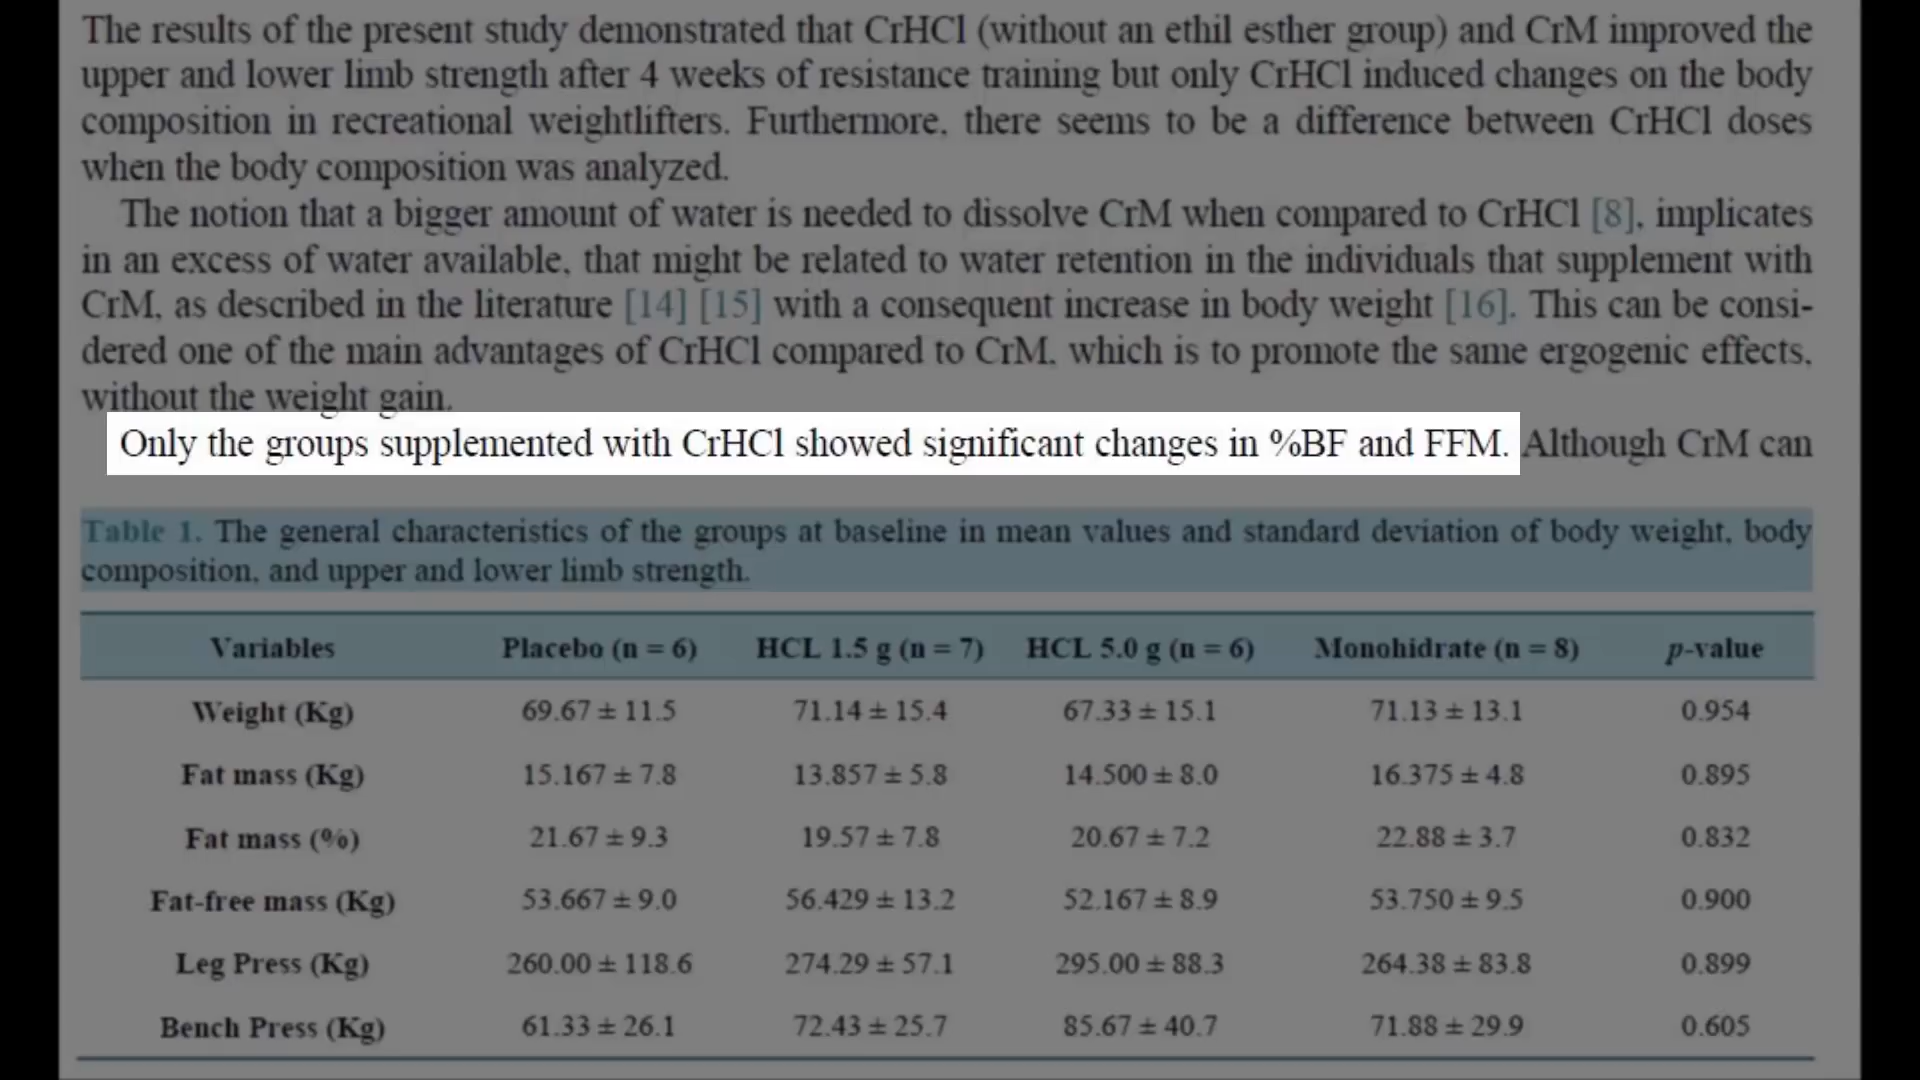 The results of the present study demonstrated that CrHCl (without an ethil esther group) and CrM improved the
upper and lower limb strength after 4 weeks of resistance training but only CrHCl induced changes on the body
composition in recreational weightlifters. Furthermore, there seems to be a difference between CrHCl doses
when the body composition was analyzed.
The notion that a bigger amount of water is needed to dissolve CrM when compared to CrHCl [8], implicates
in an excess of water available, that might be related to water retention in the individuals that supplement with
CrM, as described in the literature [14] [15] with a consequent increase in body weight [16]. This can be consi-
dered one of the main advantages of CrHCl compared to CrM, which is to promote the same ergogenic effects,
without the weight gain.
Only the groups supplemented with CrHCl showed significant changes in %BF and FFM. Although CrM can
Table 1. The general characteristics of the groups at baseline in mean values and standard deviation of body weight, body
composition, and upper and lower limb strength.
Variables Placebo (n = 6) HCL 1.5 g (n = 7) HCL 5.0 g (n = 6) Monohidrate (n = 8) p-value
Weight (Kg) 69.67 ± 11.5 71.14 ± 15.4 67.33 ± 15.1 71.13 ± 13.1 0.954
Fat mass (Kg) 15.167 ± 7.8 13.857 ± 5.8 14.500 ± 8.0 16.375 ± 4.8 0.895
Fat mass (%) 21.67 ± 9.3 19.57 ± 7.8 20.67 ± 7.2 22.88 ± 3.7 0.832
Fat-free mass (Kg) 53.667 ± 9.0 56.429 ± 13.2 52.167 ± 8.9 53.750 ± 9.5 0.900
Leg Press (Kg) 260.00 ± 118.6 274.29 ± 57.1 295.00 ± 88.3 264.38 ± 83.8 0.899
Bench Press (Kg) 61.33 ± 26.1 72.43 ± 25.7 85.67 ± 40.7 71.88 ± 29.9 0.605